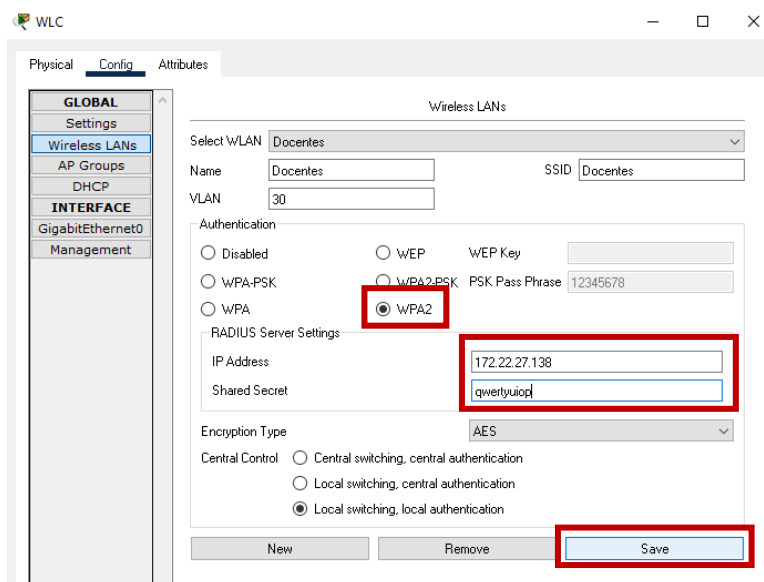 WLC
Physical Config Attributes
GLOBAL
Settings
Wireless LANs
AP Groups
DHCP
INTERFACE
GigabitEthernet0
Management
Wireless LANs
Select WLAN Docentes
Name Docentes SSID Docentes
VLAN 30
Authentication
Disabled WEP WEP Key
WPA-PSK WPA2-PSK PSK Pass Phrase 12345678
WPA WPA2
RADIUS Server Settings
IP Address 172.22.27.138
Shared Secret qwertyuiop
Encryption Type AES
Central Control Central switching, central authentication
Local switching, central authentication
Local switching, local authentication
New Remove Save